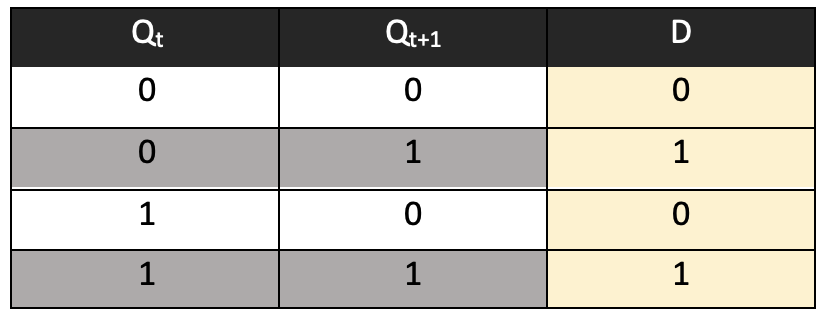 Qt Qt+1 D
0 0 0
0 1 1
1 0 0
1 1 1